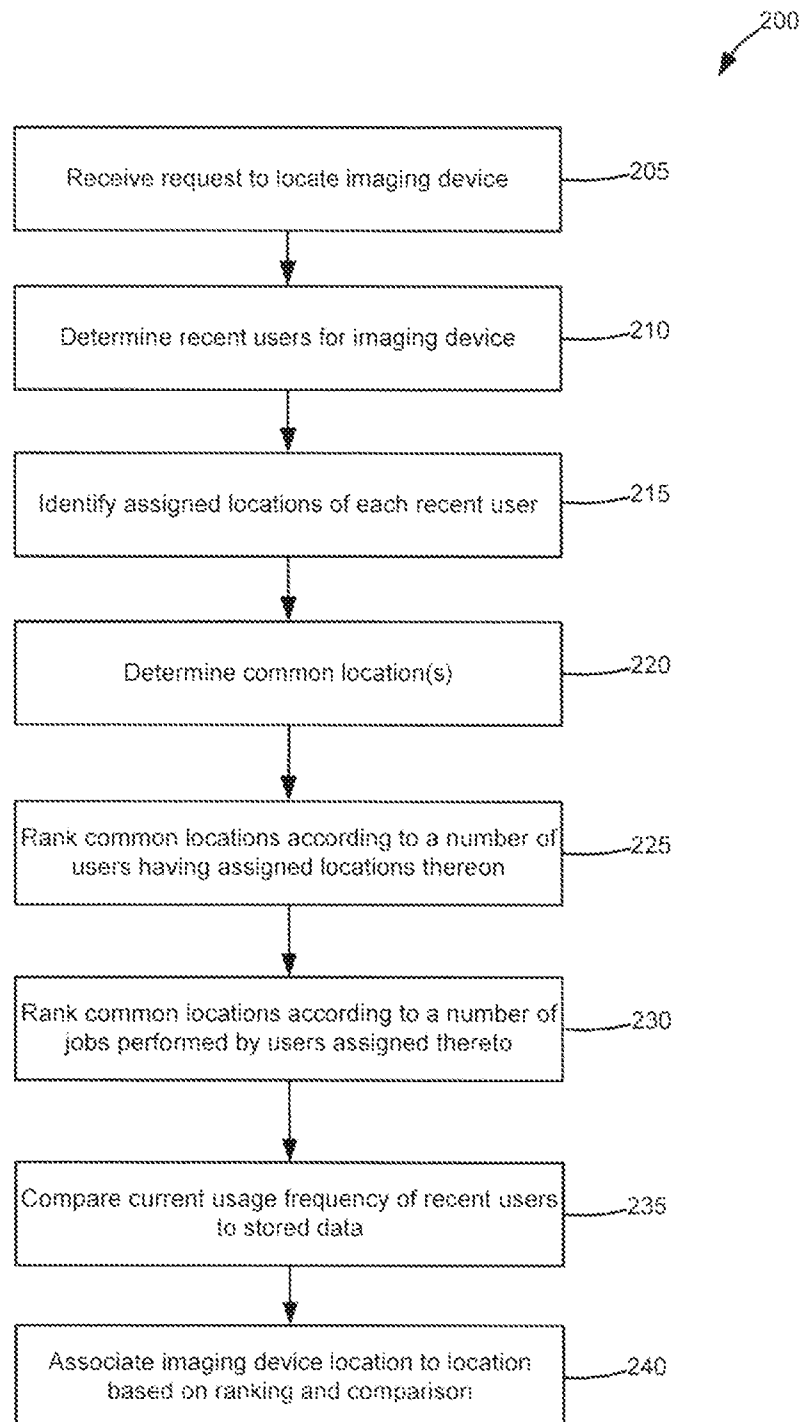 200
Receive request to locate imaging device
205
Determine recent users for imaging device
210
Identify assigned locations of each recent user
215
Determine common location(s)
220
Rank common locations according to a number of
users having assigned locations thereon
225
Rank common locations according to a number of
jobs performed by users assigned thereto
230
Compare current usage frequency of recent users
to stored data
235
Associate imaging device location to location
based on ranking and comparison
240